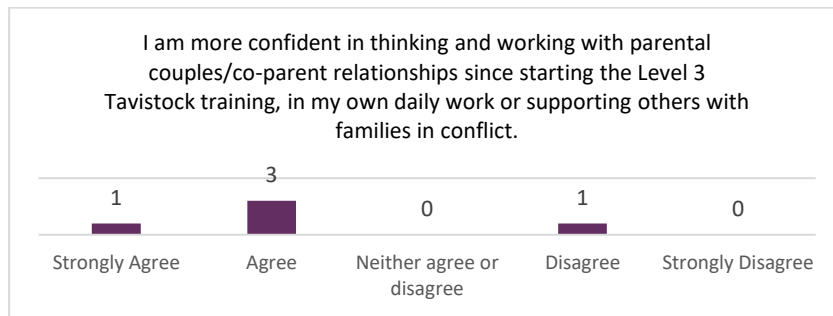 I am more confident in thinking and working with parental
couples/co-parent relationships since starting the Level 3
Tavistock training, in my own daily work or supporting others with
families in conflict.
1
3
0
1
0
Strongly Agree
Agree
Neither agree or
disagree
Disagree
Strongly Disagree